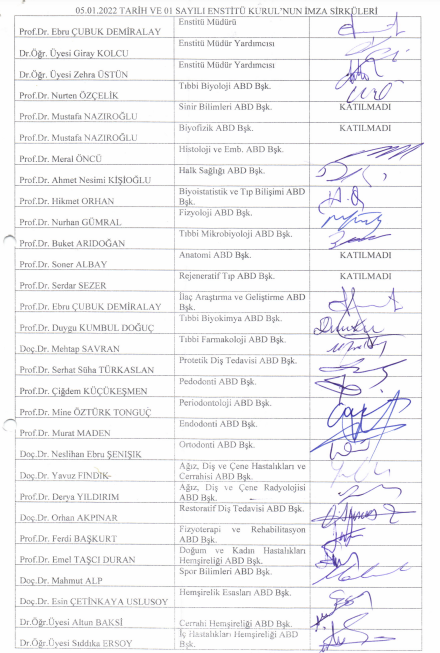 05.01.2022 TARİH VE 01 SAYILI ENSTİTÜ KURUL'NUN İMZA SİRKÜLERİ
Prof.Dr. Ebru ÇUBUK DEMİRALAY Enstitü Müdürü
Dr.Öğr. Üyesi Giray KOLCU Enstitü Müdür Yardımcısı
Dr.Öğr. Üyesi Zehra ÜSTÜN Enstitü Müdür Yardımcısı
Prof.Dr. Nurten ÖZÇELİK Tıbbi Biyoloji ABD Bşk.
Prof.Dr. Mustafa NAZIROĞLU Sinir Bilimleri ABD Bşk. KATILMADI
Prof.Dr. Mustafa NAZIROĞLU Biyofizik ABD Bşk. KATILMADI
Prof.Dr. Meral ÖNCÜ Histoloji ve Emb. ABD Bşk.
Prof.Dr. Ahmet Nesimi KİŞİOĞLU Halk Sağlığı ABD Bşk.
Prof.Dr. Hikmet ORHAN Biyoistatistik ve Tıp Bilişimi ABD
Bşk.
Prof.Dr. Nurhan GÜMRAL Fizyoloji ABD Bşk.
Prof.Dr. Buket ARIDOĞAN Tıbbi Mikrobiyoloji ABD Bşk.
Prof.Dr. Soner ALBAY Anatomi ABD Bşk. KATILMADI
Prof.Dr. Serdar SEZER Rejeneratif Tıp ABD Bşk. KATILMADI
Prof.Dr. Ebru ÇUBUK DEMİRALAY İlaç Araştırma ve Geliştirme ABD
Bşk.
Prof.Dr. Duygu KUMBUL DOĞUÇ Tıbbi Biyokimya ABD Bşk.
Doç.Dr. Mehtap SAVRAN Tıbbi Farmakoloji ABD Bşk.
Prof.Dr. Serhat Süha TÜRKASLAN Protetik Diş Tedavisi ABD Bşk.
Prof.Dr. Çiğdem KÜÇÜKEŞMEN Pedodonti ABD Bşk.
Prof.Dr. Mine ÖZTÜRK TONGUÇ Periodontoloji ABD Bşk.
Prof.Dr. Murat MADEN Endodonti ABD Bşk.
Doç.Dr. Neslihan Ebru ŞENIŞIK Ortodonti ABD Bşk.
Doç.Dr. Yavuz FINDIK Ağız, Diş ve Çene Hastalıkları ve
Cerrahisi ABD Bşk.
Prof.Dr. Derya YILDIRIM Ağız, Diş ve Çene Radyolojisi
ABD Bşk.
Doç.Dr. Orhan AKPINAR Restoratif Diş Tedavisi ABD Bşk.
Prof.Dr. Ferdi BAŞKURT Fizyoterapi ve Rehabilitasyon
ABD Bşk.
Prof.Dr. Emel TAŞCI DURAN Doğum ve Kadın Hastalıkları
Hemşireliği ABD Bşk.
Doç.Dr. Mahmut ALP Spor Bilimleri ABD Bşk.
Doç.Dr. Esin ÇETİNKAYA USLUSOY Hemşirelik Esasları ABD Bşk.
Dr.Öğr.Üyesi Altun BAKSİ Cerrahi Hemşireliği ABD Bşk.
Dr.Öğr.Üyesi Sıddıka ERSOY İç Hastalıkları Hemşireliği ABD
Bşk.